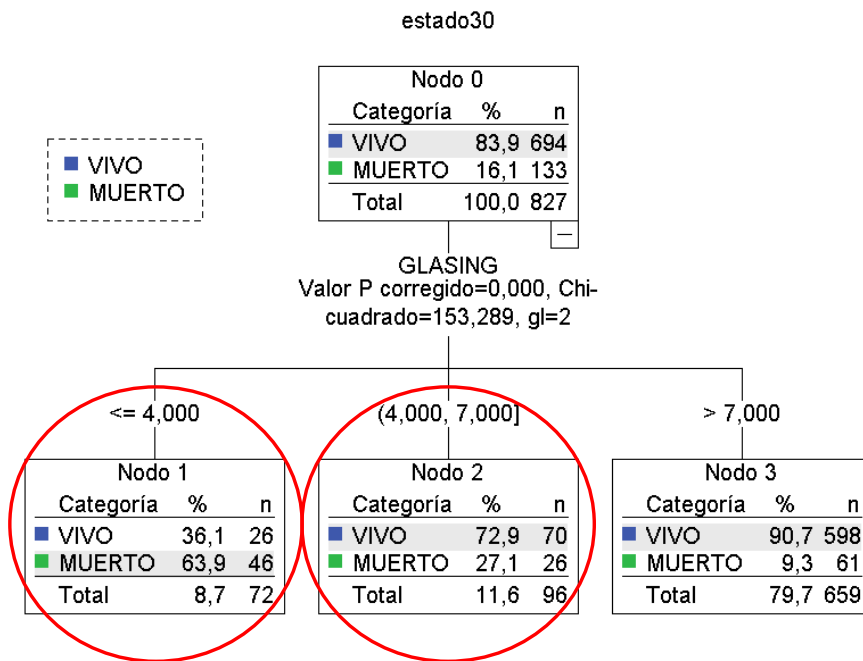 estado30
Nodo 0
Categoría % n
VIVO 83,9 694
MUERTO 16,1 133
Total 100,0 827
VIVO
MUERTO
GLASING
Valor P corregido=0,000, Chi-
cuadrado=153,289, gl=2
<= 4,000
(4,000, 7,000]
> 7,000
Nodo 1
Categoría % n
VIVO 36,1 26
MUERTO 63,9 46
Total 8,7 72
Nodo 2
Categoría % n
VIVO 72,9 70
MUERTO 27,1 26
Total 11,6 96
Nodo 3
Categoría % n
VIVO 90,7 598
MUERTO 9,3 61
Total 79,7 659